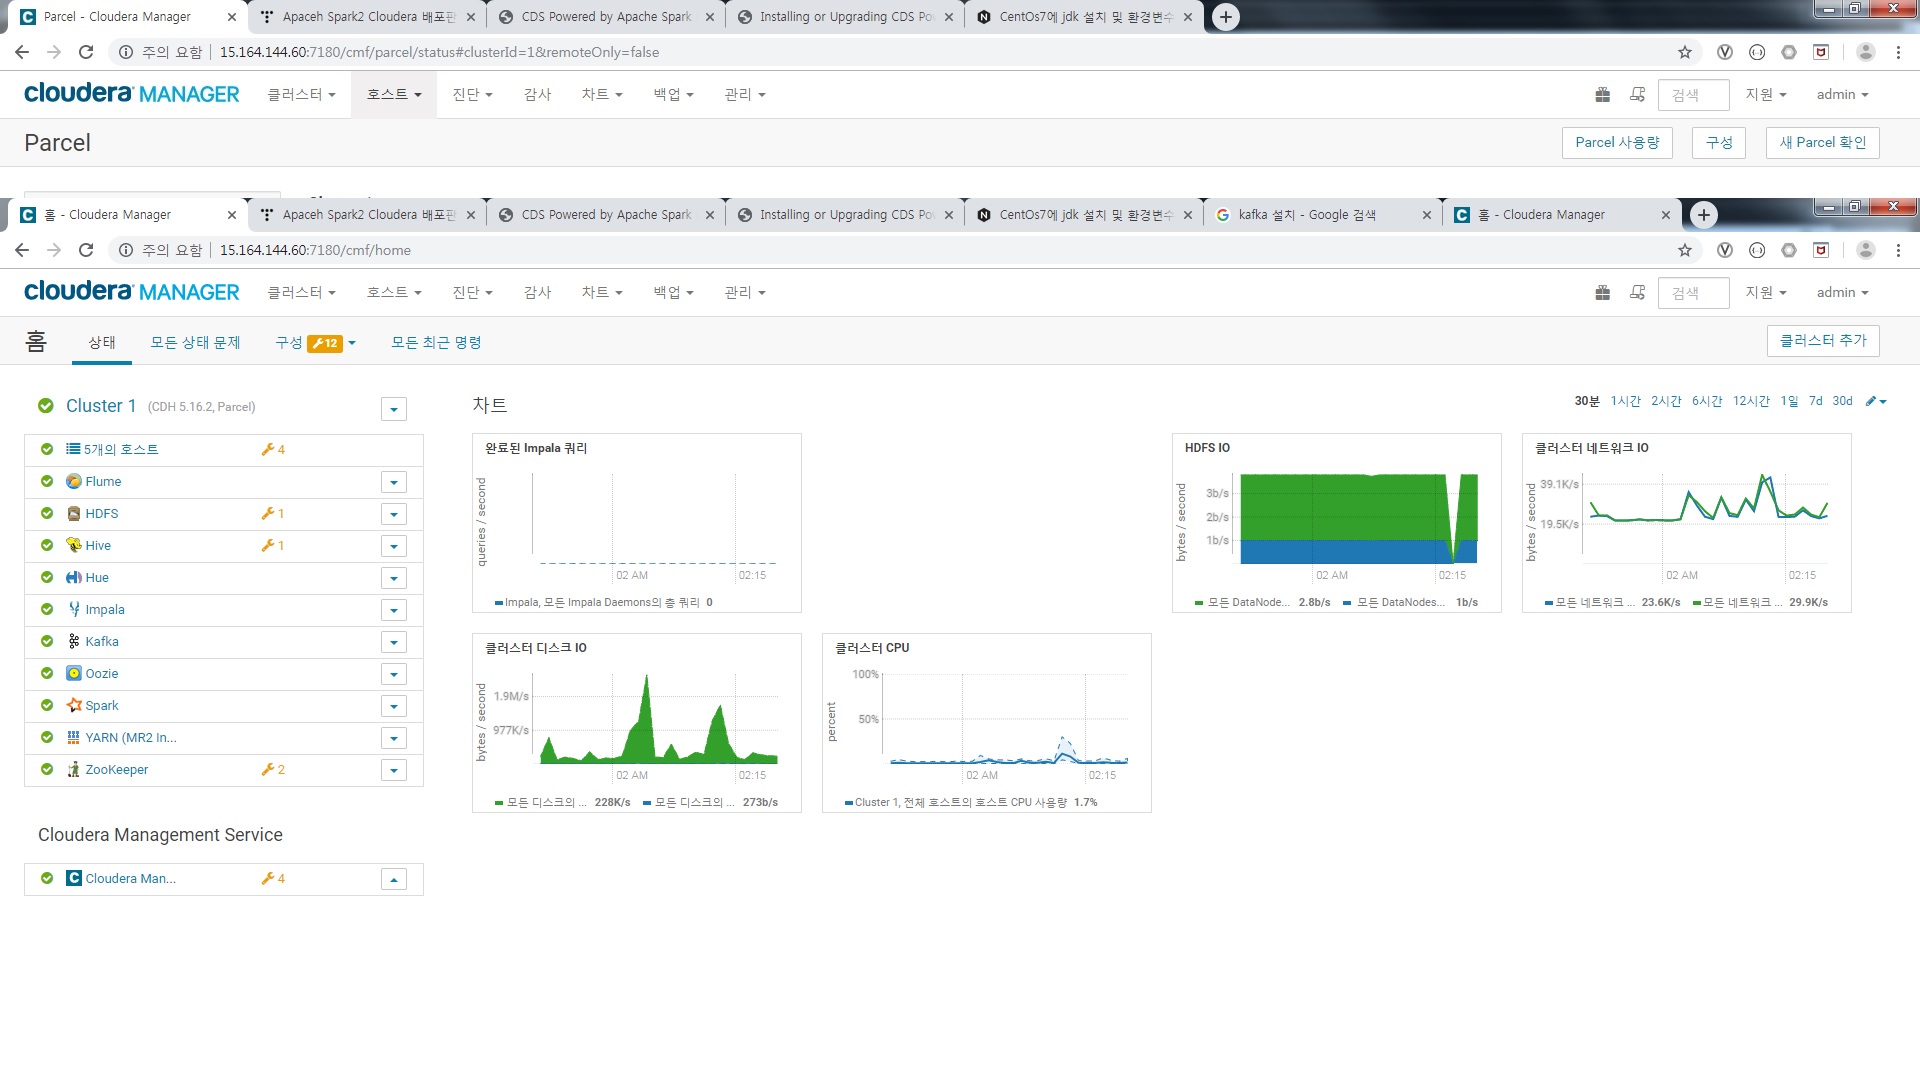 Parcel - Cloudera Manager
Apaceh Spark2 Cloudera 배포판
CDS Powered by Apache Spark
Installing or Upgrading CDS Pow
CentOs7에 jdk 설치 및 환경변수
주의 요함
15.164.144.60:7180/cmf/parcel/status#clusterId=1&remoteOnly=false
cloudera MANAGER
클러스터
호스트
진단
감사
차트
백업
관리
검색
지원
admin
Parcel
Parcel 사용량
구성
새 Parcel 확인
홈 - Cloudera Manager
Apaceh Spark2 Cloudera 배포판
CDS Powered by Apache Spark
Installing or Upgrading CDS Pow
CentOs7에 jdk 설치 및 환경변수
kafka 설치 - Google 검색
홈 - Cloudera Manager
주의 요함
15.164.144.60:7180/cmf/home
cloudera MANAGER
클러스터
호스트
진단
감사
차트
백업
관리
검색
지원
admin
홈
상태
모든 상태 문제
구성 12
모든 최근 명령
클러스터 추가
Cluster 1 (CDH 5.16.2, Parcel)
5개의 호스트 4
Flume
HDFS 1
Hive 1
Hue
Impala
Kafka
Oozie
Spark
YARN (MR2 In...
ZooKeeper 2
Cloudera Management Service
Cloudera Man... 4
차트
30분 1시간 2시간 6시간 12시간 1일 7d 30d
완료된 Impala 쿼리
queries / second
02 AM 02:15
Impala, 모든 Impala Daemons의 총 쿼리 0
HDFS IO
bytes / second
3b/s
2b/s
1b/s
02 AM 02:15
모든 DataNode... 2.8b/s 모든 DataNodes... 1b/s
클러스터 네트워크 IO
bytes / second
39.1K/s
19.5K/s
02 AM 02:15
모든 네트워크 ... 23.6K/s 모든 네트워크 ... 29.9K/s
클러스터 디스크 IO
bytes / second
1.9M/s
977K/s
02 AM 02:15
모든 디스크의 ... 228K/s 모든 디스크의 ... 273b/s
클러스터 CPU
percent
100%
50%
02 AM 02:15
Cluster 1, 전체 호스트의 호스트 CPU 사용량 1.7%